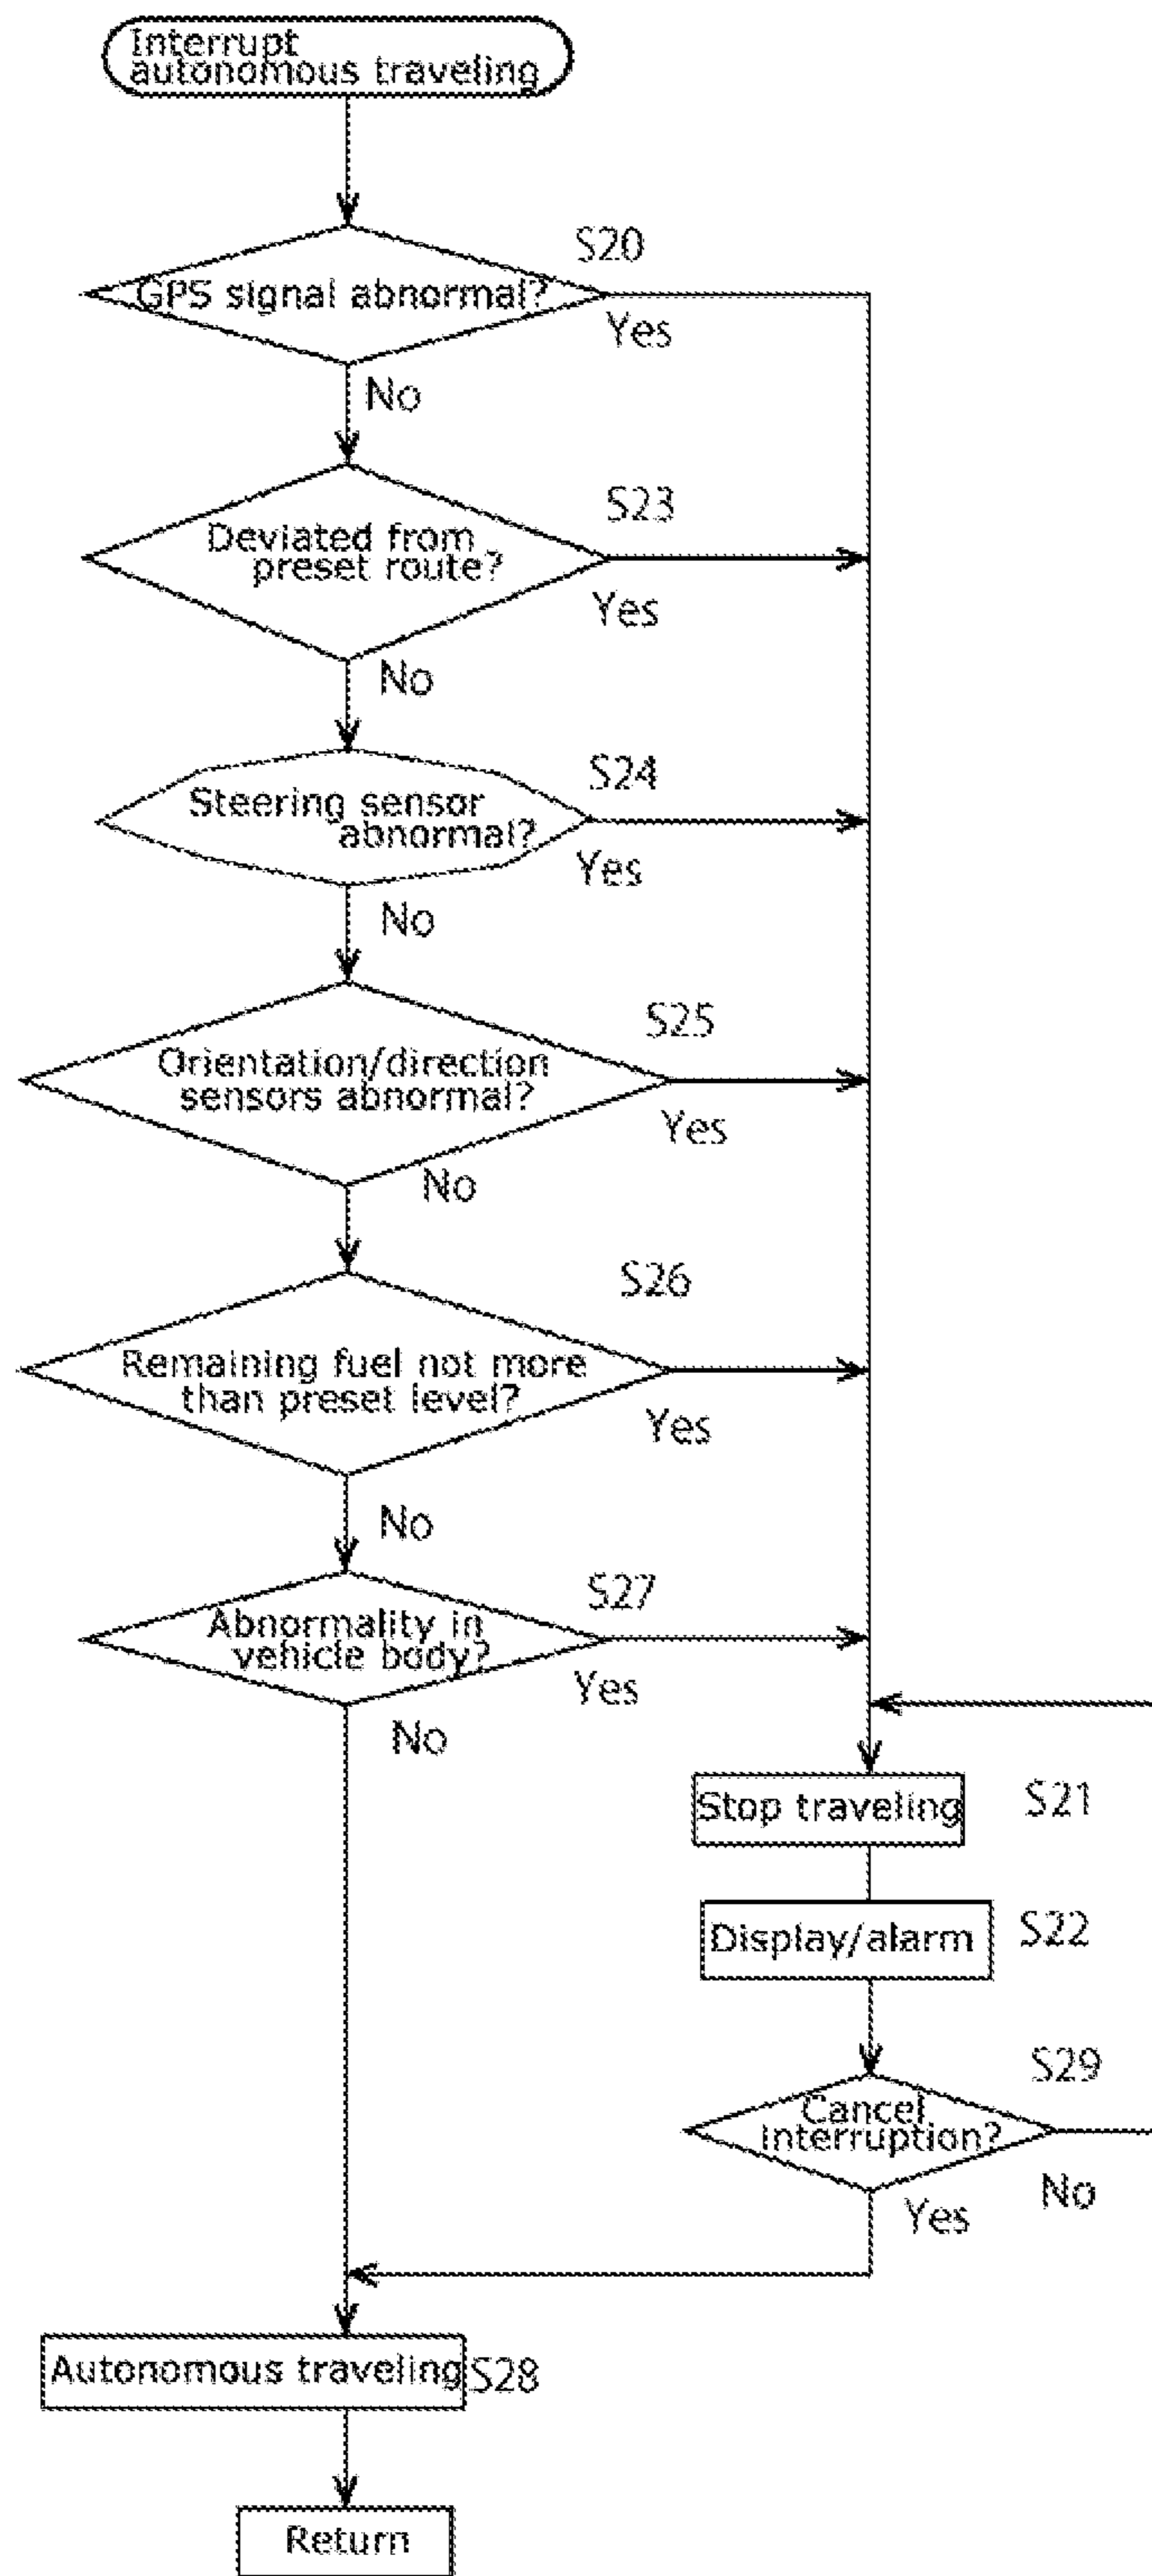 Interrupt
autonomous traveling
S20
GPS signal abnormal?
Yes
No
S23
Deviated from
preset route?
Yes
No
S24
Steering sensor
abnormal?
Yes
No
S25
Orientation/direction
sensors abnormal?
Yes
No
S26
Remaining fuel not more
than preset level?
Yes
No
S27
Abnormality in
vehicle body?
Yes
No
Stop traveling
S21
Display/alarm
S22
S29
Cancel
interruption?
No
Yes
Autonomous traveling
S28
Return